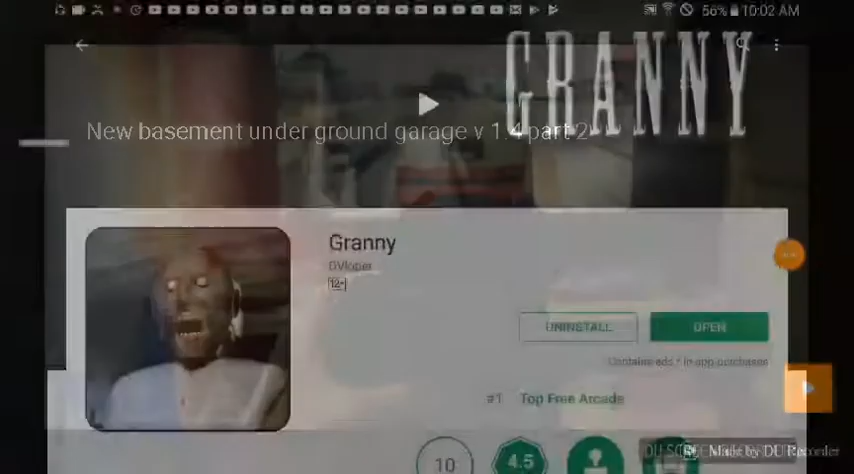 56% 10:02 AM
GRANNY
New basement under ground garage v 1.4 part 2
Granny
DVloper
12+
UNINSTALL
OPEN
Contains ads • In-app purchases
#1 Top Free Arcade
10
4.5
Made by DU Recorder